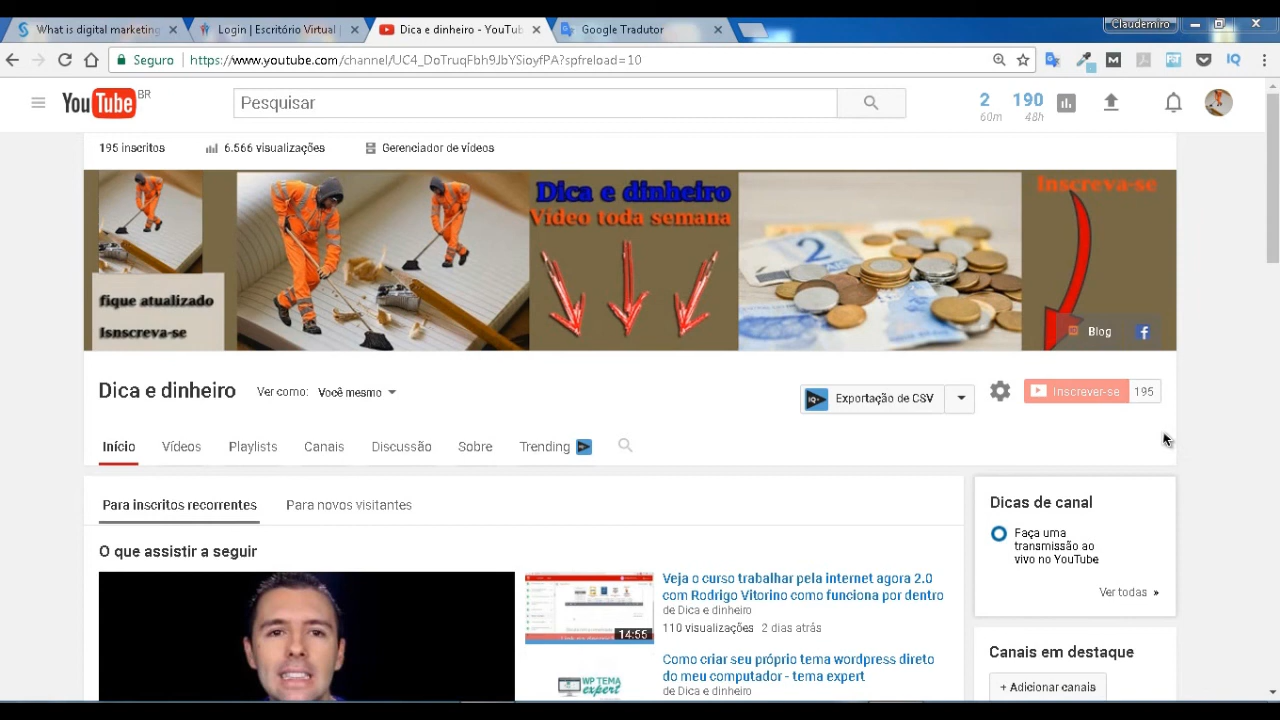 What is digital marketing
Login | Escritório Virtual
Dica e dinheiro - YouTub
Google Tradutor
Claudemiro
Seguro
https://www.youtube.com/channel/UC4_DoTruqFbh9JbYSioyfPA?spfreload=10
YouTube BR
Pesquisar
2
60m
190
48h
195 inscritos
6.566 visualizações
Gerenciador de vídeos
fique atualizado
Isnscreva-se
Dica e dinheiro
Vídeo toda semana
Inscreva-se
Blog
Dica e dinheiro
Ver como:
Você mesmo
IQ
Exportação de CSV
Inscrever-se
195
Início
Vídeos
Playlists
Canais
Discussão
Sobre
Trending
Para inscritos recorrentes
Para novos visitantes
O que assistir a seguir
14:55
Veja o curso trabalhar pela internet agora 2.0
com Rodrigo Vitorino como funciona por dentro
de Dica e dinheiro
110 visualizações 2 dias atrás
WP TEMA
expert
Como criar seu próprio tema wordpress direto
do meu computador - tema expert
de Dica e dinheiro
Dicas de canal
Faça uma
transmissão ao
vivo no YouTube
Ver todas »
Canais em destaque
+ Adicionar canais